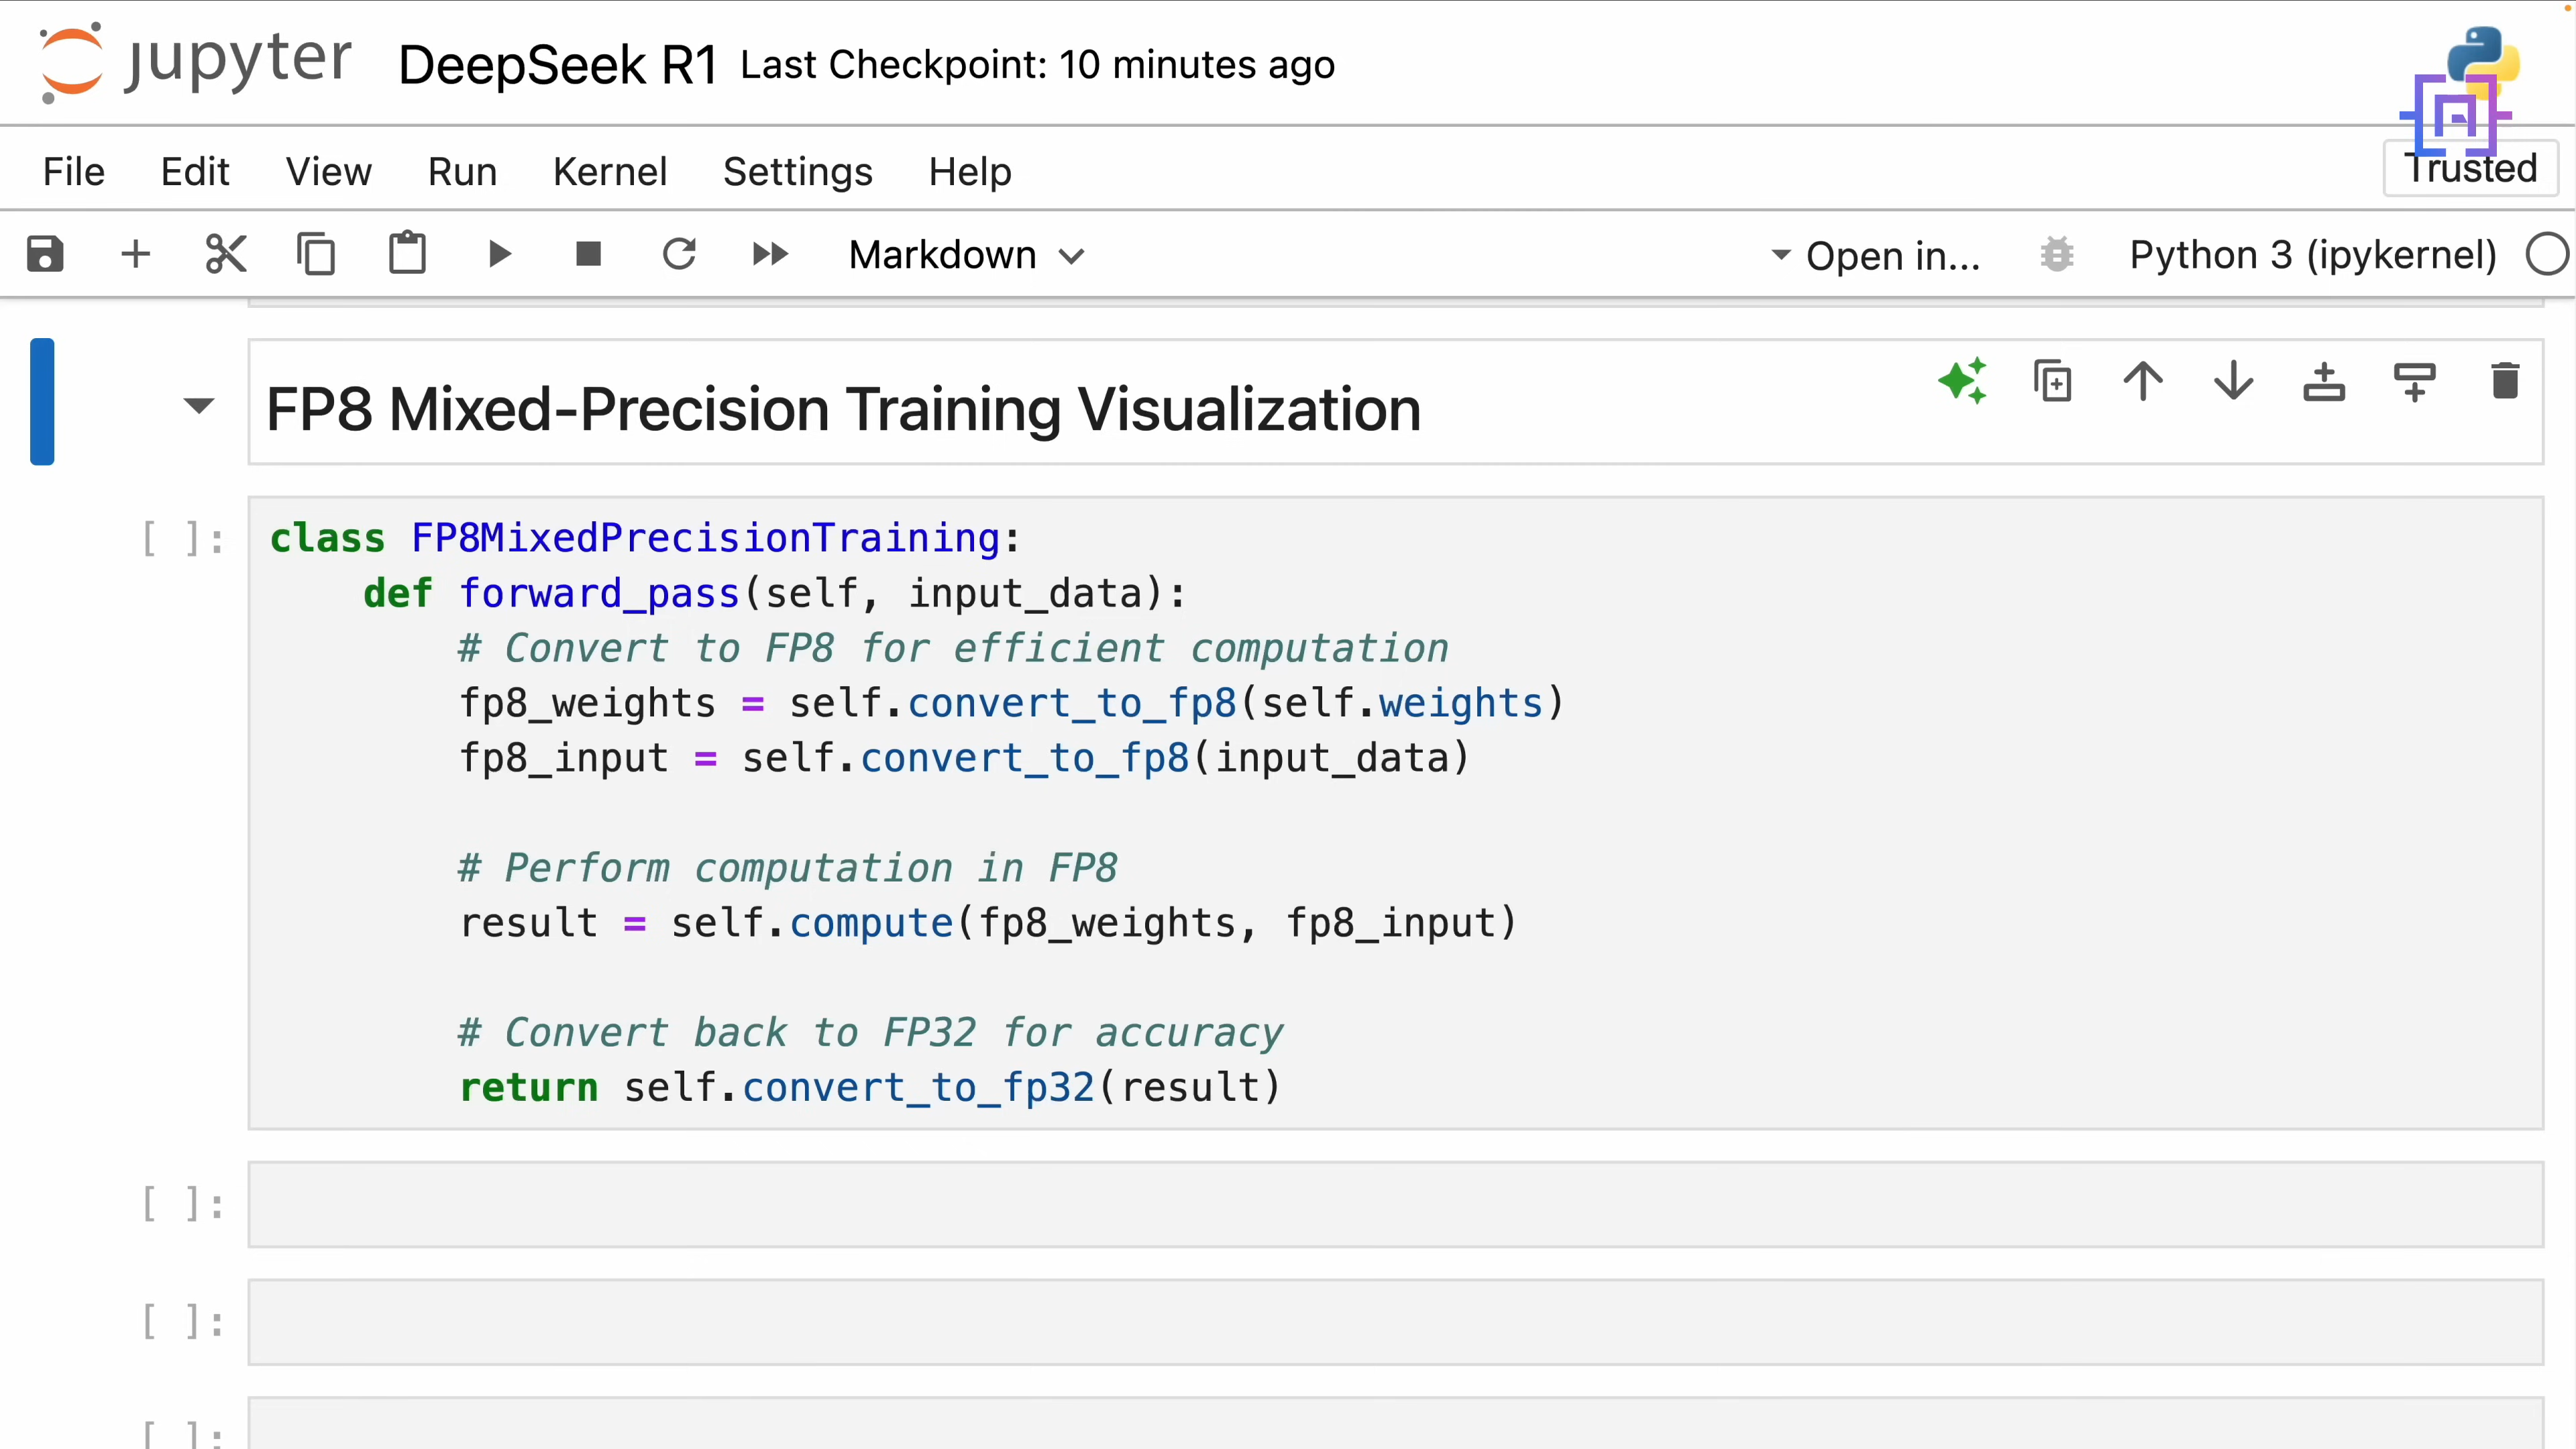 jupyter DeepSeek R1 Last Checkpoint: 10 minutes ago
File Edit View Run Kernel Settings Help Trusted
Markdown Open in... Python 3 (ipykernel)
FP8 Mixed-Precision Training Visualization
[ ]: class FP8MixedPrecisionTraining:
def forward_pass(self, input_data):
# Convert to FP8 for efficient computation
fp8_weights = self.convert_to_fp8(self.weights)
fp8_input = self.convert_to_fp8(input_data)
# Perform computation in FP8
result = self.compute(fp8_weights, fp8_input)
# Convert back to FP32 for accuracy
return self.convert_to_fp32(result)
[ ]:
[ ]:
[ ]: